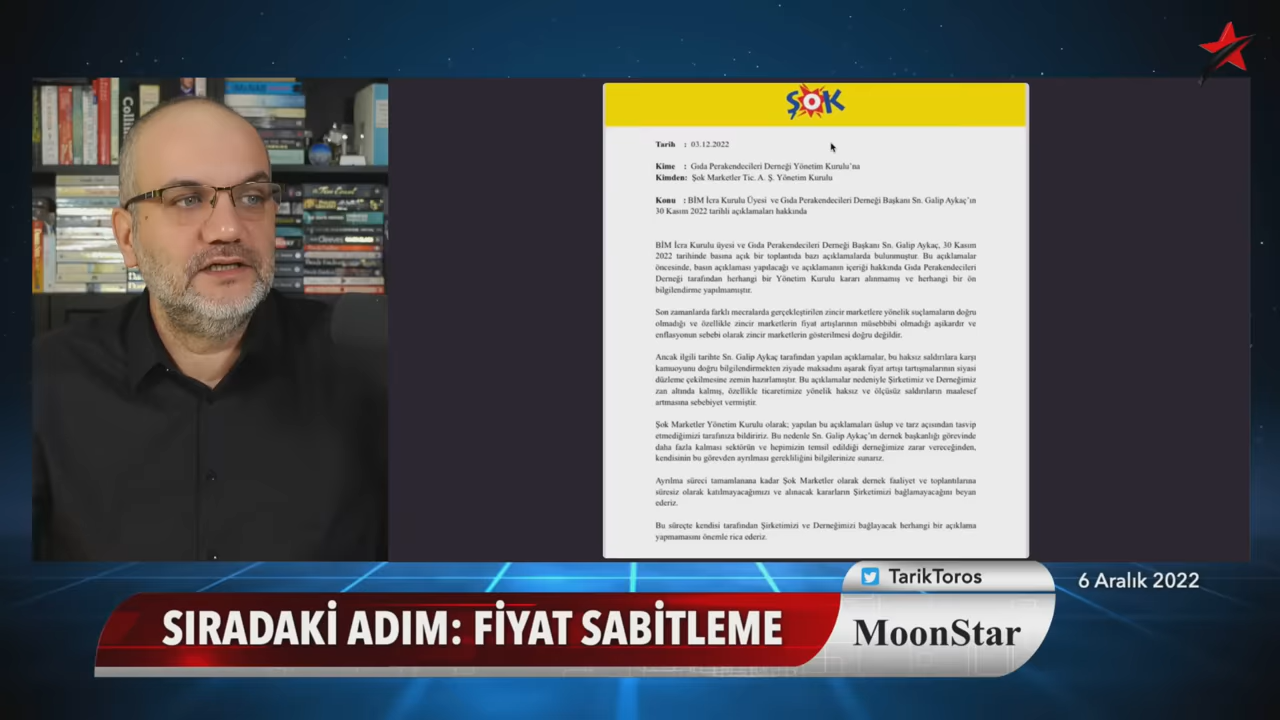 ŞOK
Tarih : 03.12.2022
Kime : Gıda Perakendecileri Derneği Yönetim Kurulu'na
Kimden: Şok Marketler Tic. A. Ş. Yönetim Kurulu
Konu : BİM İcra Kurulu Üyesi ve Gıda Perakendecileri Derneği Başkanı Sn. Galip Aykaç'ın
30 Kasım 2022 tarihli açıklamaları hakkında
BİM İcra Kurulu üyesi ve Gıda Perakendecileri Derneği Başkanı Sn. Galip Aykaç, 30 Kasım
2022 tarihinde basına açık bir toplantıda bazı açıklamalarda bulunmuştur. Bu açıklamalar
öncesinde, basın açıklaması yapılacağı ve açıklamanın içeriği hakkında Gıda Perakendecileri
Derneği tarafından herhangi bir Yönetim Kurulu kararı alınmamış ve herhangi bir ön
bilgilendirme yapılmamıştır.
Son zamanlarda farklı mecralarda gerçekleştirilen zincir marketlere yönelik suçlamaların doğru
olmadığı ve özellikle zincir marketlerin fiyat artışlarının müsebbibi olmadığı aşikardır ve
enflasyonun sebebi olarak zincir marketlerin gösterilmesi doğru değildir.
Ancak ilgili tarihte Sn. Galip Aykaç tarafından yapılan açıklamalar, bu haksız saldırılara karşı
kamuoyunu doğru bilgilendirmekten ziyade maksadını aşarak fiyat artışı tartışmalarının siyasi
düzleme çekilmesine zemin hazırlamıştır. Bu açıklamalar nedeniyle Şirketimiz ve Derneğimiz
zan altında kalmış, özellikle ticaretimize yönelik haksız ve ölçüsüz saldırıların maalesef
artmasına sebebiyet vermiştir.
Şok Marketler Yönetim Kurulu olarak; yapılan bu açıklamaları üslup ve tarz açısından tasvip
etmediğimizi tarafınıza bildiririz. Bu nedenle Sn. Galip Aykaç'ın dernek başkanlığı görevinde
daha fazla kalması sektörün ve hepimizin temsil edildiği derneğimize zarar vereceğinden,
kendisinin bu görevden ayrılması gerekliliğini bilgilerinize sunarız.
Ayrılma süreci tamamlanana kadar Şok Marketler olarak dernek faaliyet ve toplantılarına
süresiz olarak katılmayacağımızı ve alınacak kararların Şirketimizi bağlamayacağını beyan
ederiz.
Bu süreçte kendisi tarafından Şirketimizi ve Derneğimizi bağlayacak herhangi bir açıklama
yapmamasını önemle rica ederiz.
TarikToros
6 Aralık 2022
SIRADAKİ ADIM: FİYAT SABİTLEME
MoonStar